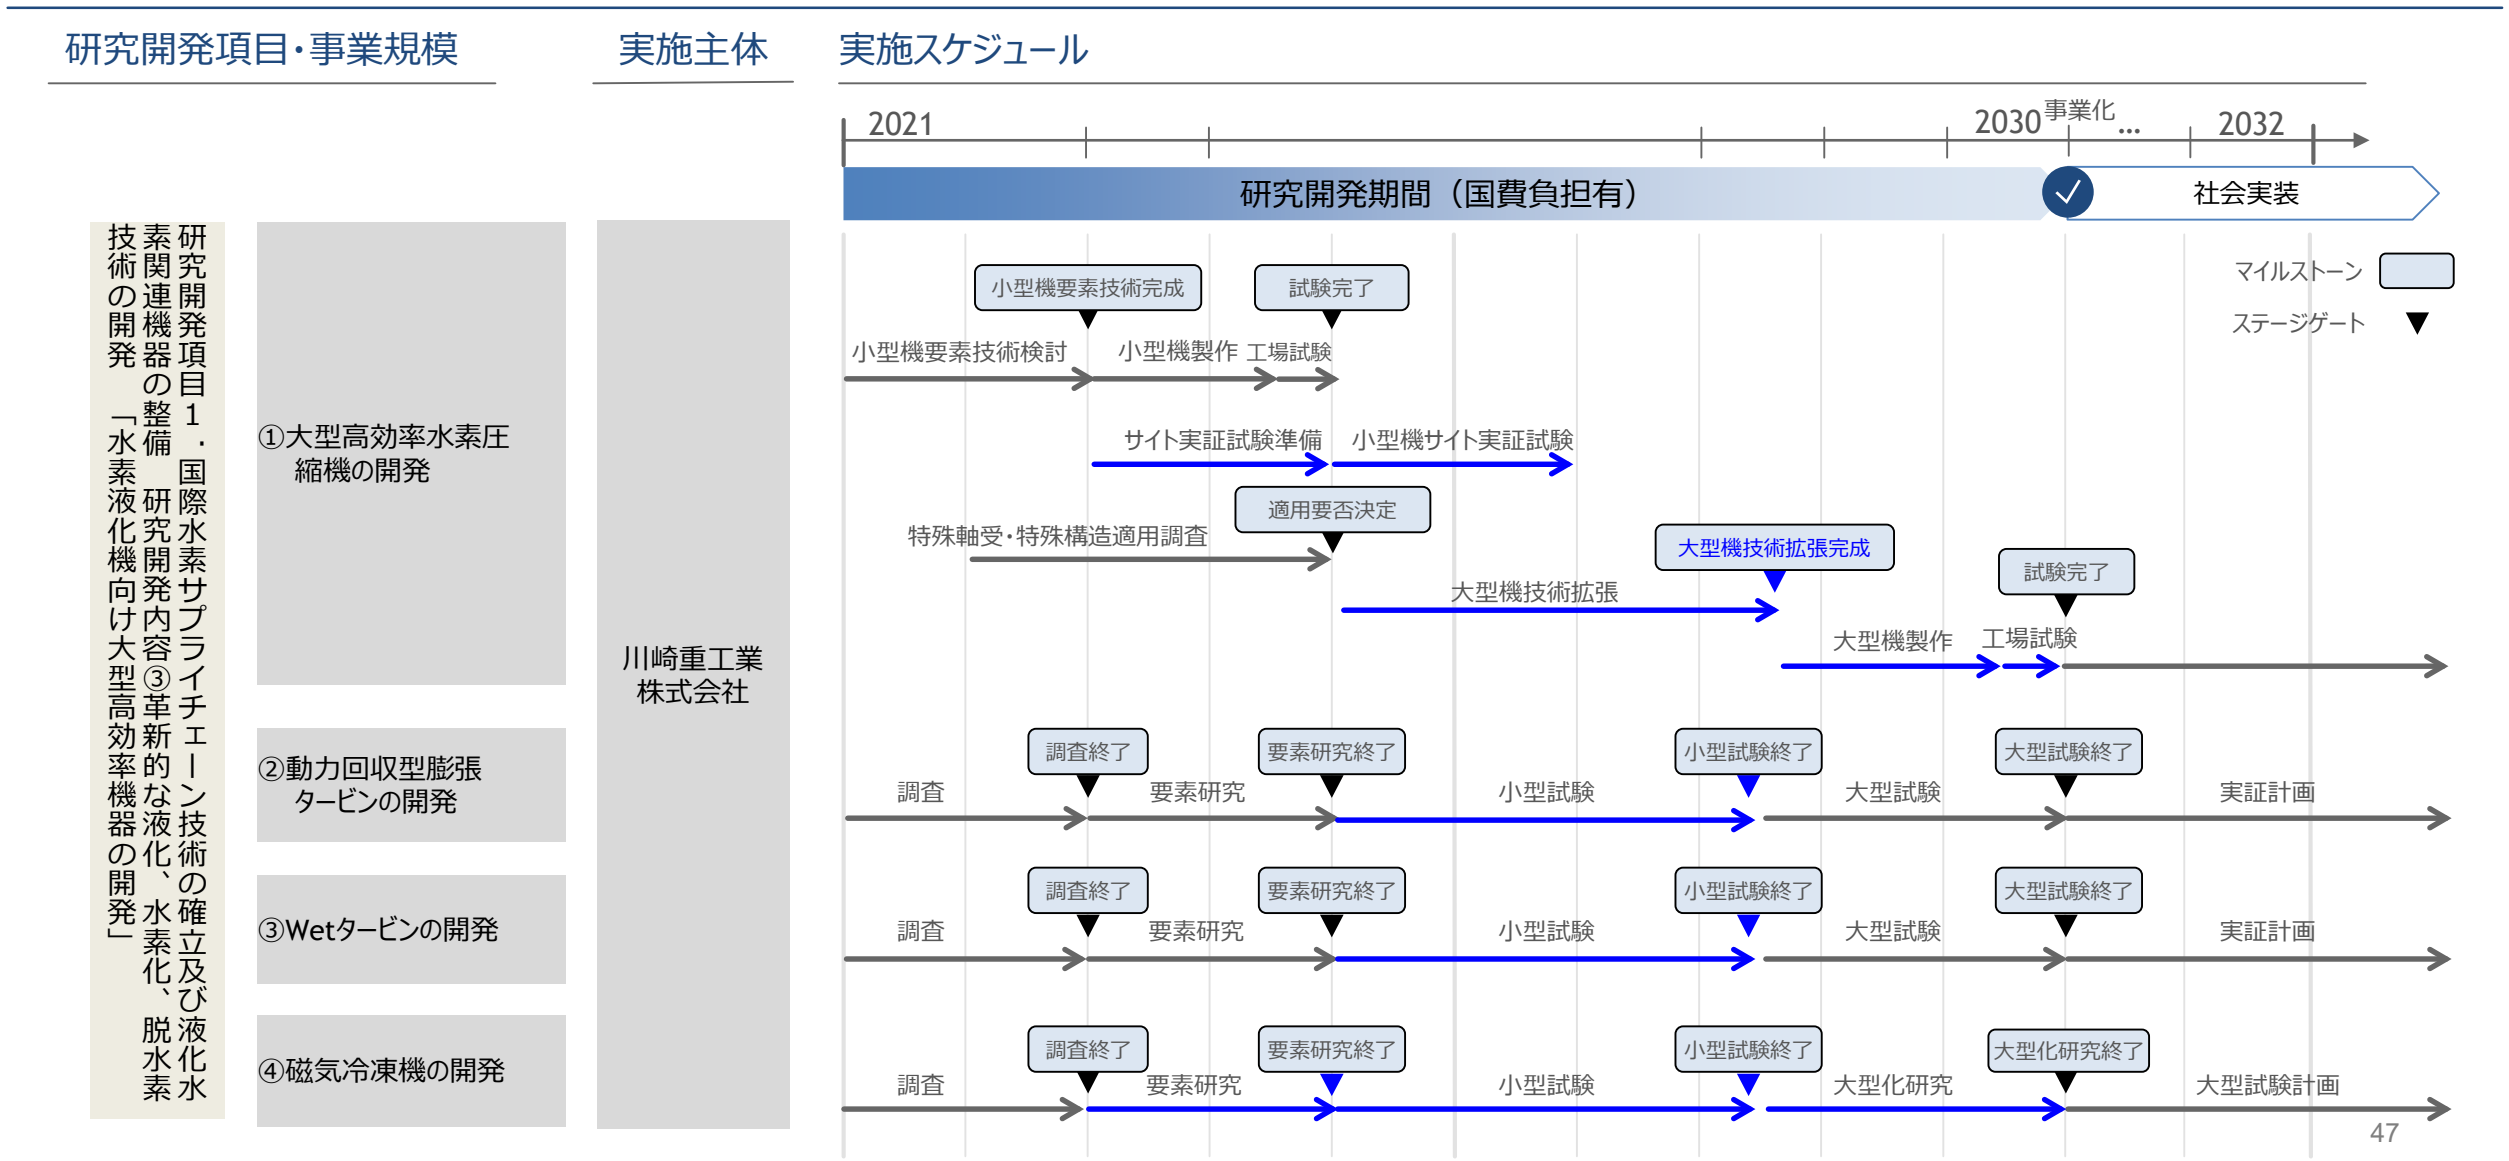 研究開発項目・事業規模
実施主体
実施スケジュール
2021
2030
事業化
...
2032
研究開発期間（国費負担有）
社会実装
マイルストーン
ステージゲート
研究開発項目１．国際水素サプライチェーン技術の確立及び液化水
素関連機器の整備　研究開発内容③革新的な液化、水素化、脱水素
技術の開発　「水素液化機向け大型高効率機器の開発」
川崎重工業
株式会社
①大型高効率水素圧
縮機の開発
小型機要素技術完成
試験完了
小型機要素技術検討
小型機製作
工場試験
サイト実証試験準備
小型機サイト実証試験
適用要否決定
特殊軸受・特殊構造適用調査
大型機技術拡張完成
大型機技術拡張
試験完了
大型機製作
工場試験
②動力回収型膨張
タービンの開発
調査終了
要素研究終了
小型試験終了
大型試験終了
調査
要素研究
小型試験
大型試験
実証計画
③Wetタービンの開発
調査終了
要素研究終了
小型試験終了
大型試験終了
調査
要素研究
小型試験
大型試験
実証計画
④磁気冷凍機の開発
調査終了
要素研究終了
小型試験終了
大型化研究終了
調査
要素研究
小型試験
大型化研究
大型試験計画
47